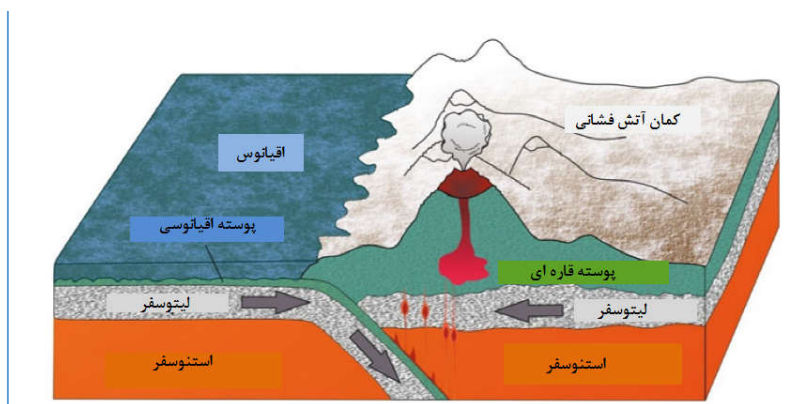 کمان آتش فشانی
اقیانوس
پوسته اقیانوسی
پوسته قاره ای
لیتوسفر
لیتوسفر
استنوسفر
استنوسفر